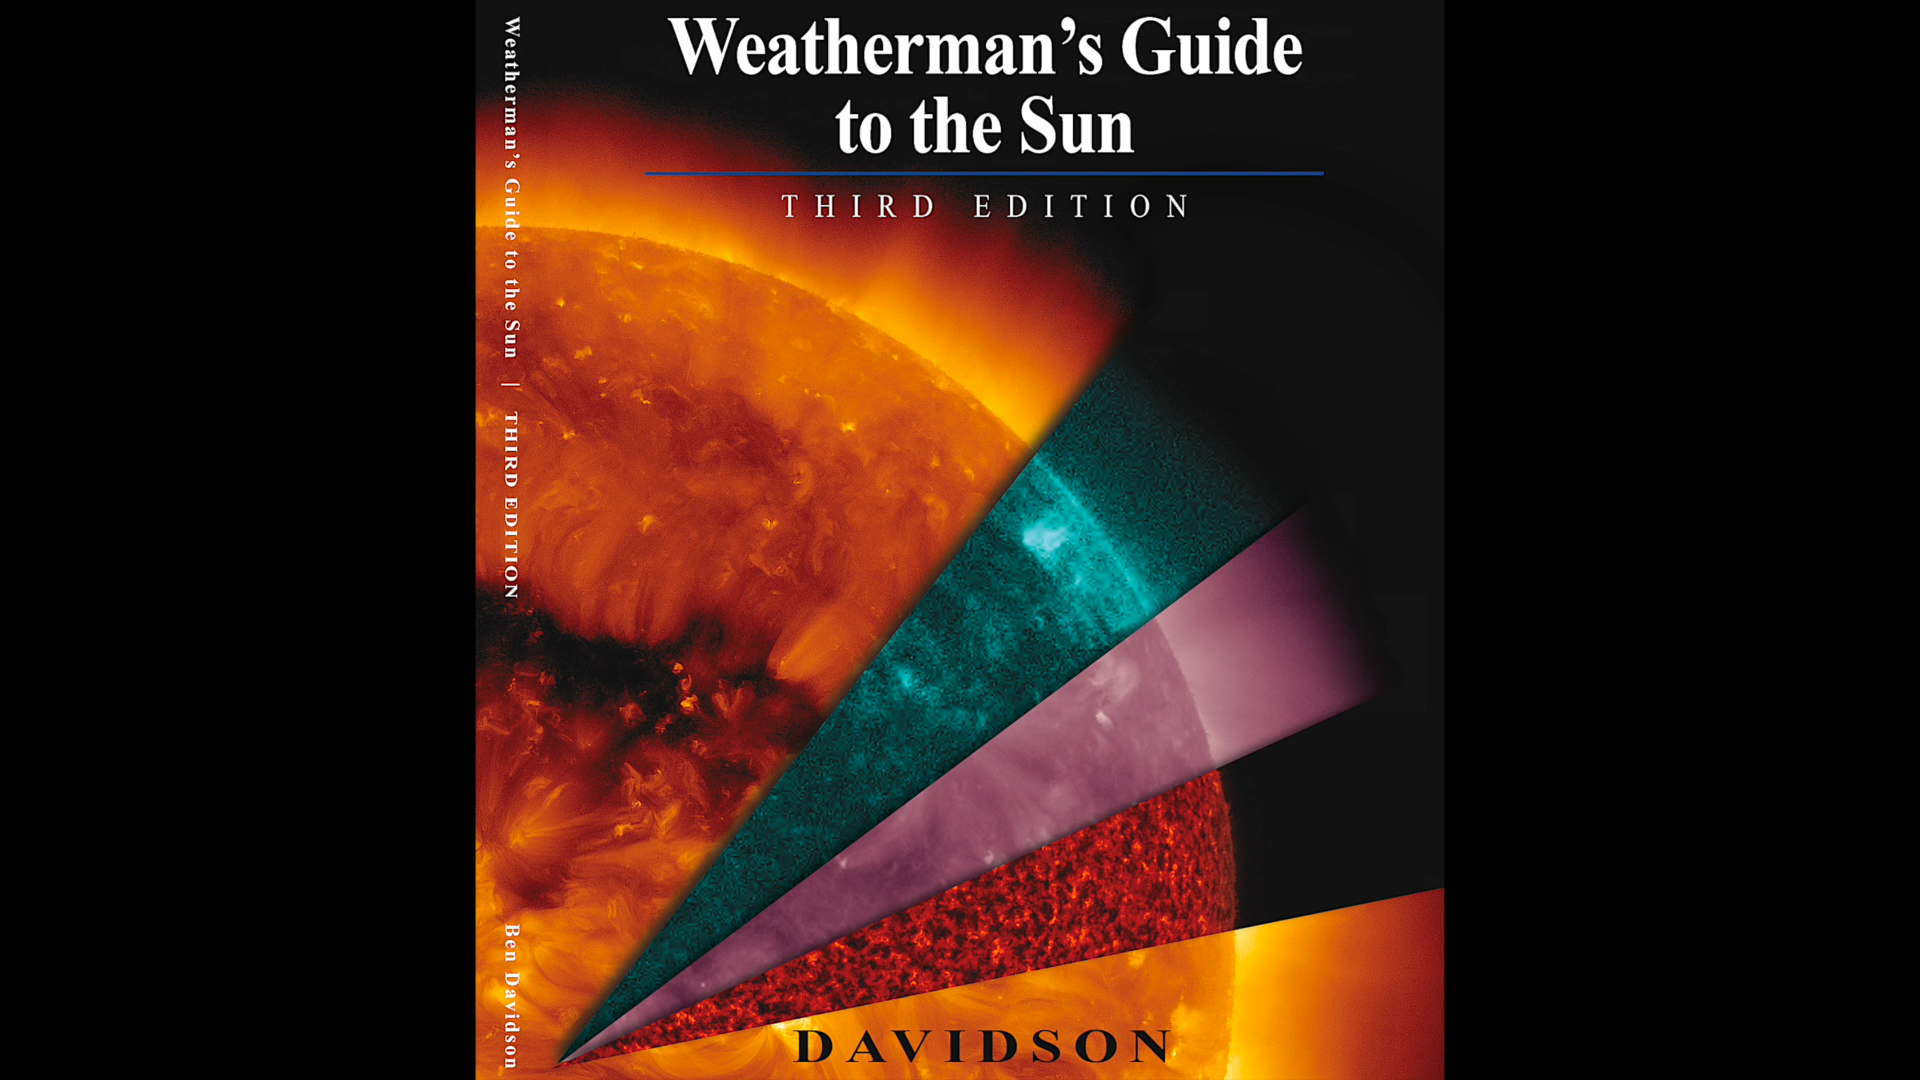 Weatherman's Guide to the Sun | THIRD EDITION Ben Davidson
Weatherman’s Guide
to the Sun
THIRD EDITION
DAVIDSON